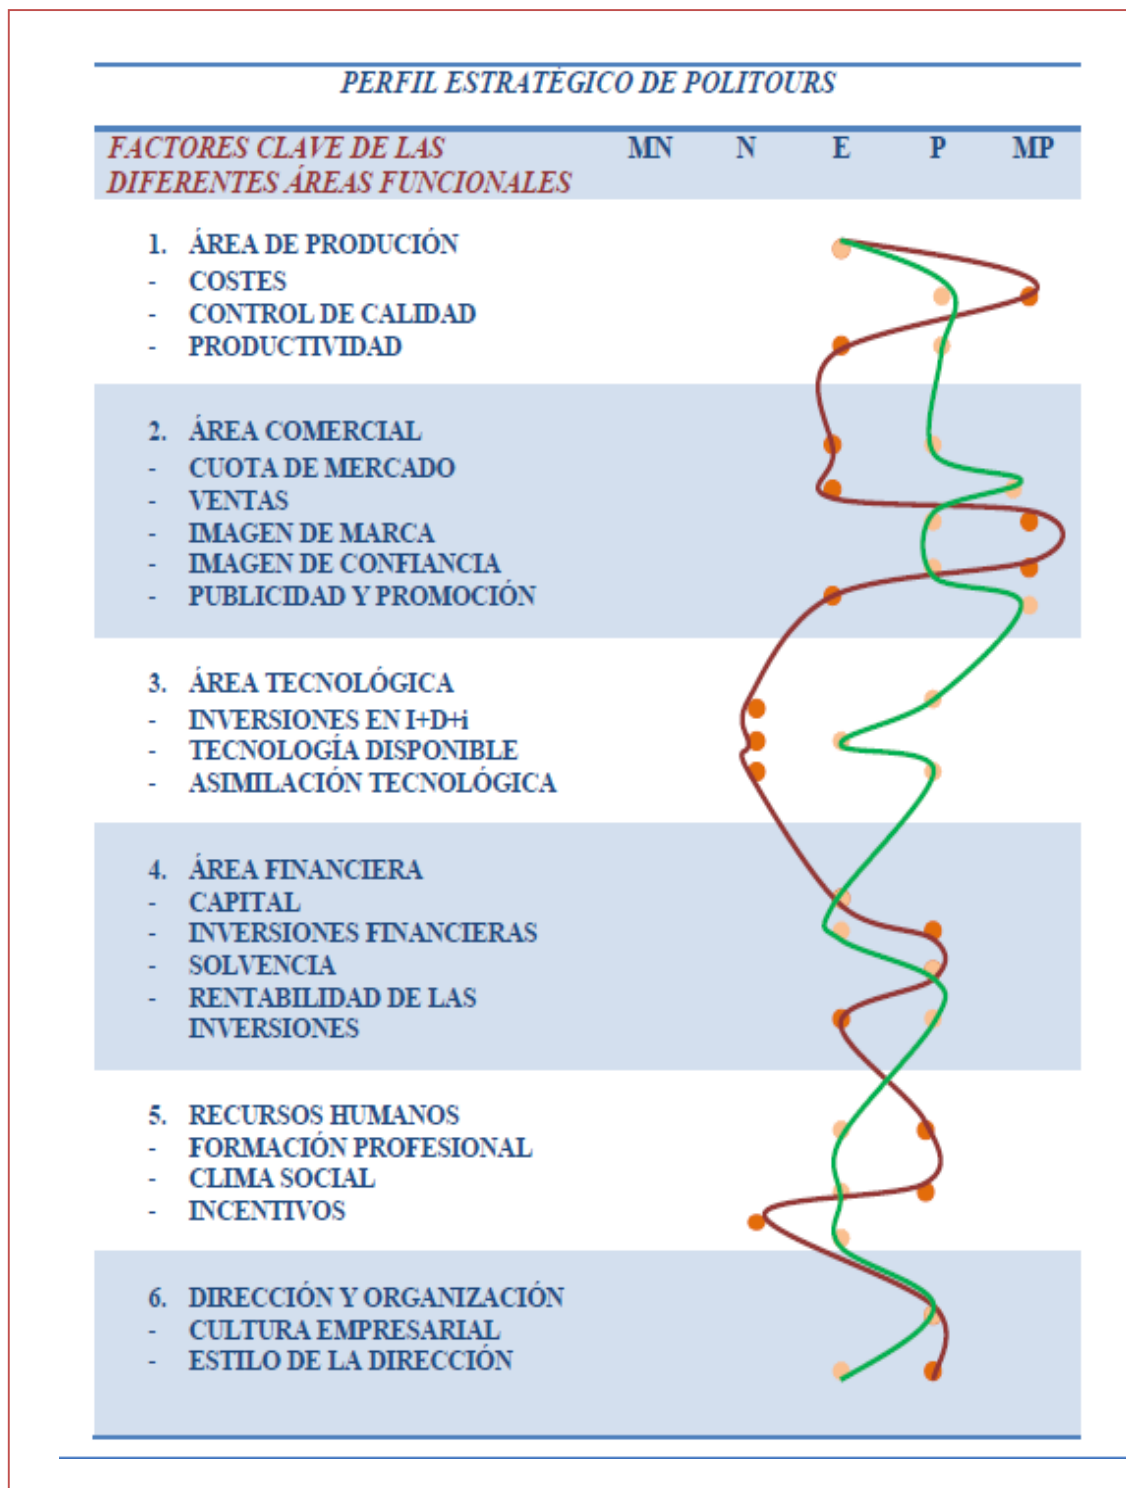 PERFIL ESTRATÉGICO DE POLITOURS
FACTORES CLAVE DE LAS DIFERENTES ÁREAS FUNCIONALES MN N E P MP
1. ÁREA DE PRODUCIÓN
- COSTES
- CONTROL DE CALIDAD
- PRODUCTIVIDAD
2. ÁREA COMERCIAL
- CUOTA DE MERCADO
- VENTAS
- IMAGEN DE MARCA
- IMAGEN DE CONFIANCIA
- PUBLICIDAD Y PROMOCIÓN
3. ÁREA TECNOLÓGICA
- INVERSIONES EN I+D+i
- TECNOLOGÍA DISPONIBLE
- ASIMILACIÓN TECNOLÓGICA
4. ÁREA FINANCIERA
- CAPITAL
- INVERSIONES FINANCIERAS
- SOLVENCIA
- RENTABILIDAD DE LAS
INVERSIONES
5. RECURSOS HUMANOS
- FORMACIÓN PROFESIONAL
- CLIMA SOCIAL
- INCENTIVOS
6. DIRECCIÓN Y ORGANIZACIÓN
- CULTURA EMPRESARIAL
- ESTILO DE LA DIRECCIÓN